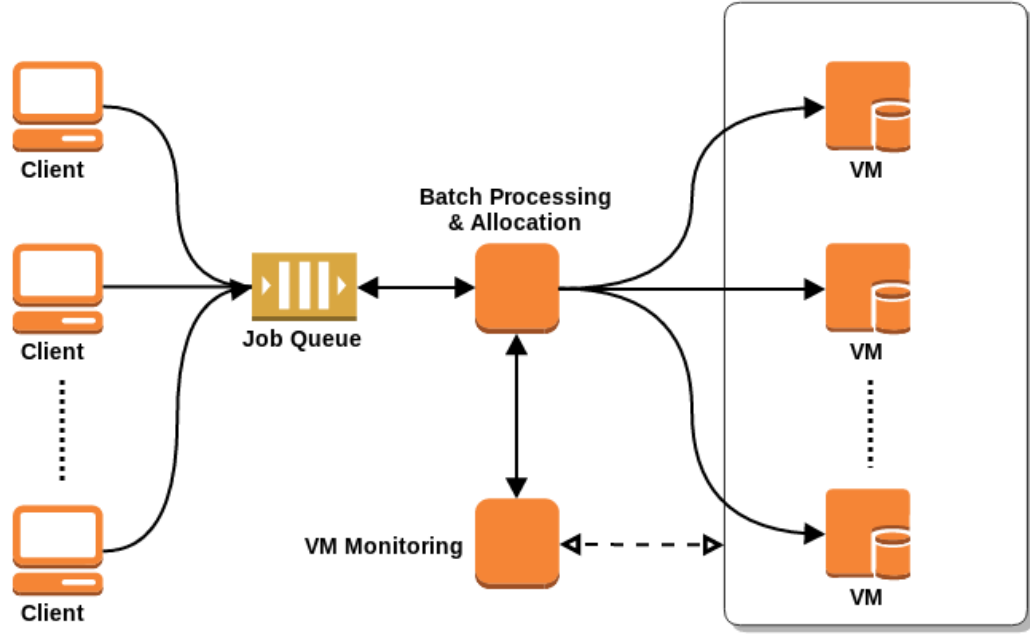 Client
VM
Batch Processing
& Allocation
Job Queue
Client
VM
VM Monitoring
Client
VM